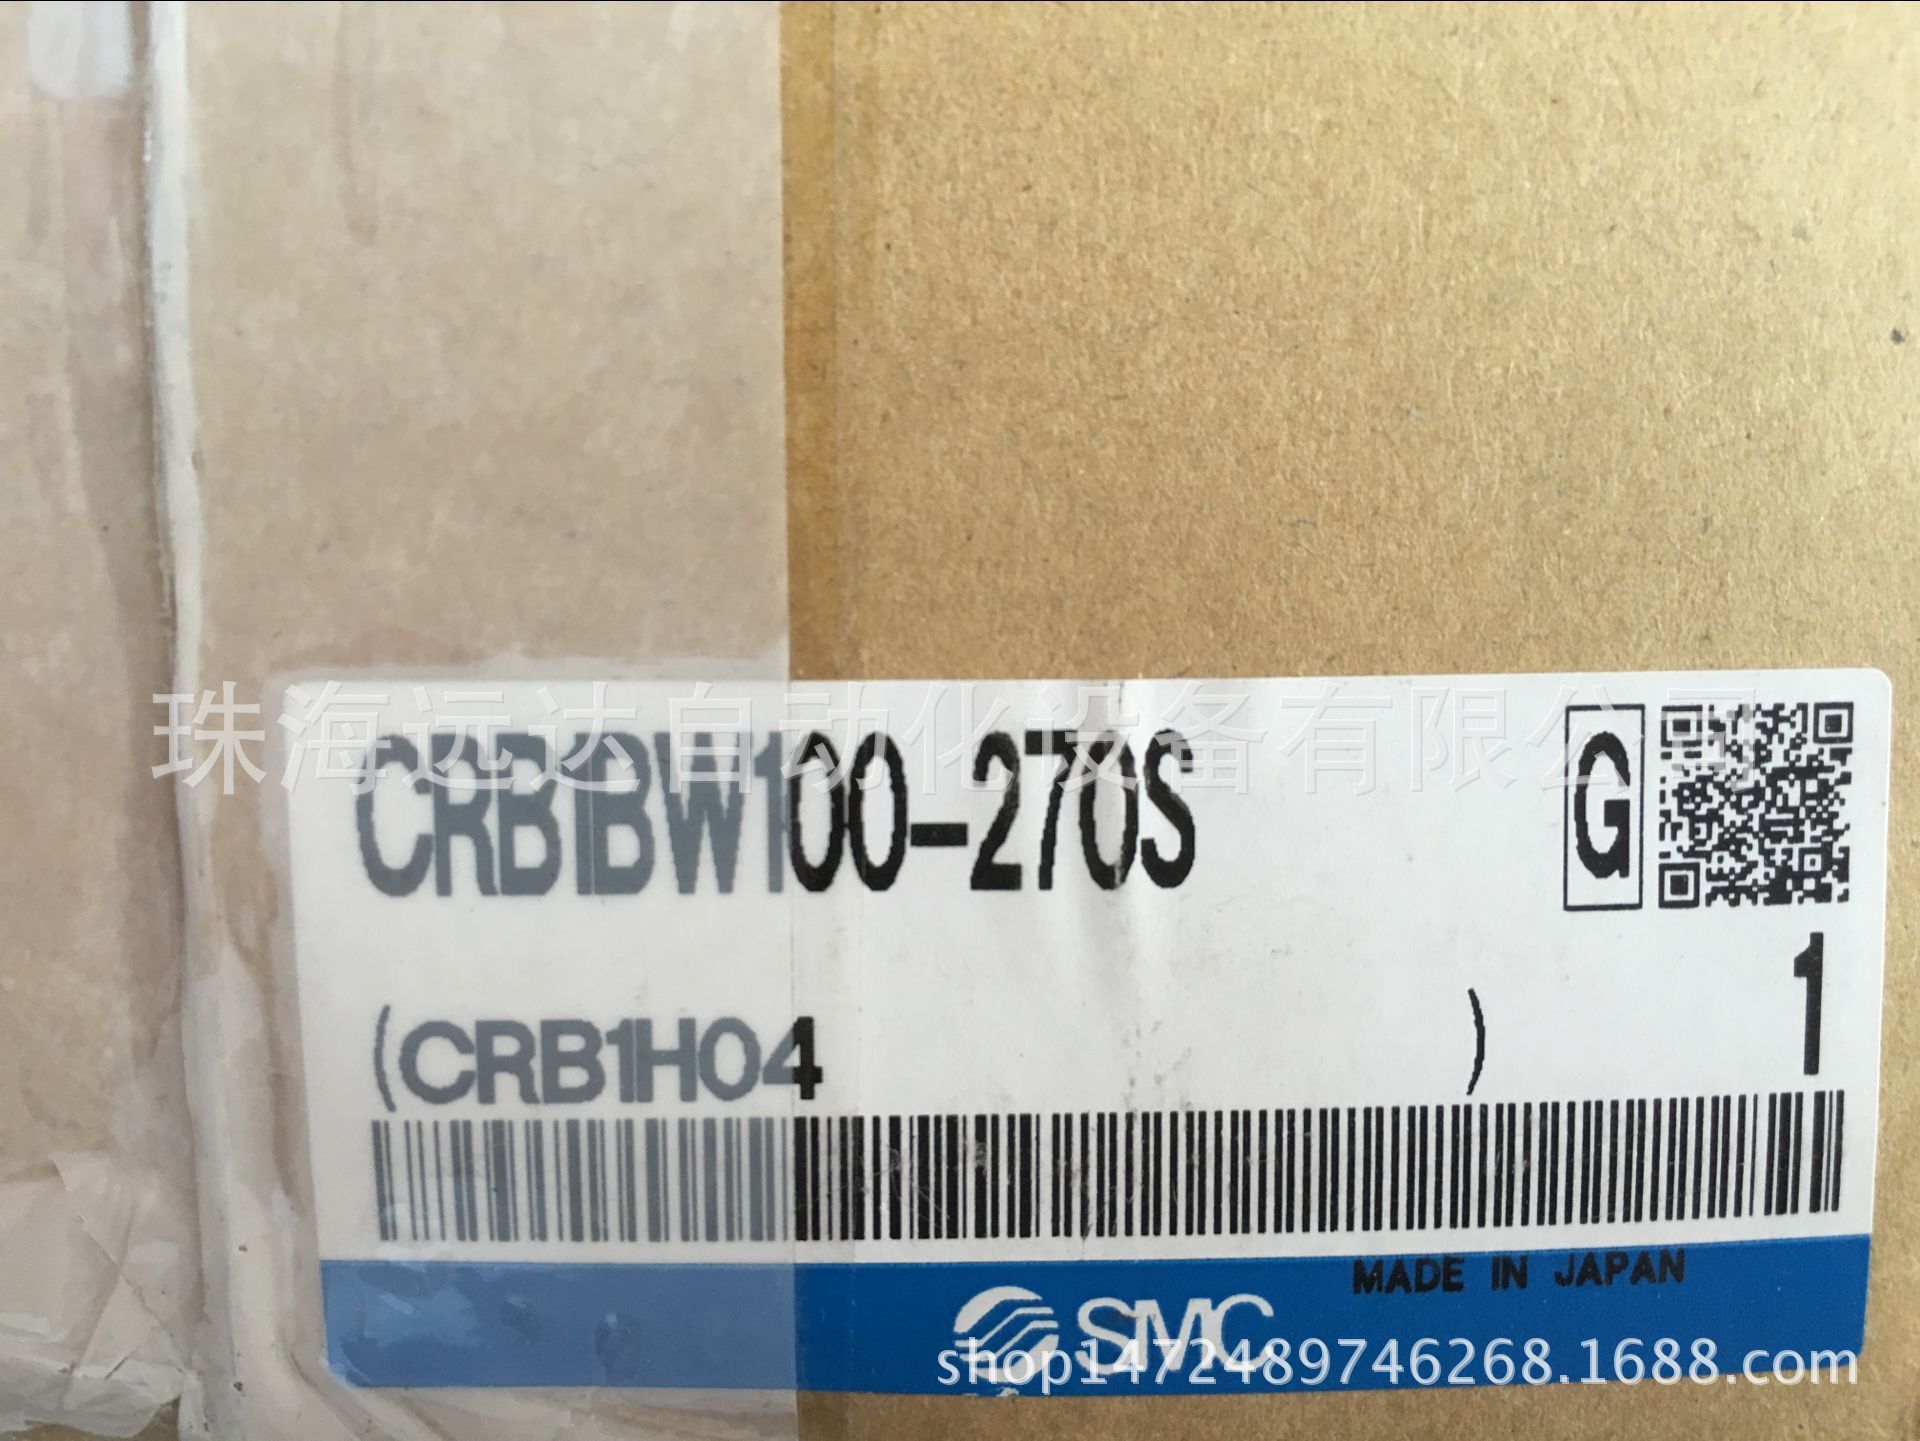 珠海远达自动化设备有限公司
CRB1BW100-270S
G
1
(CRB1H04 )
MADE IN JAPAN
SMC
shop1472489746268.1688.com